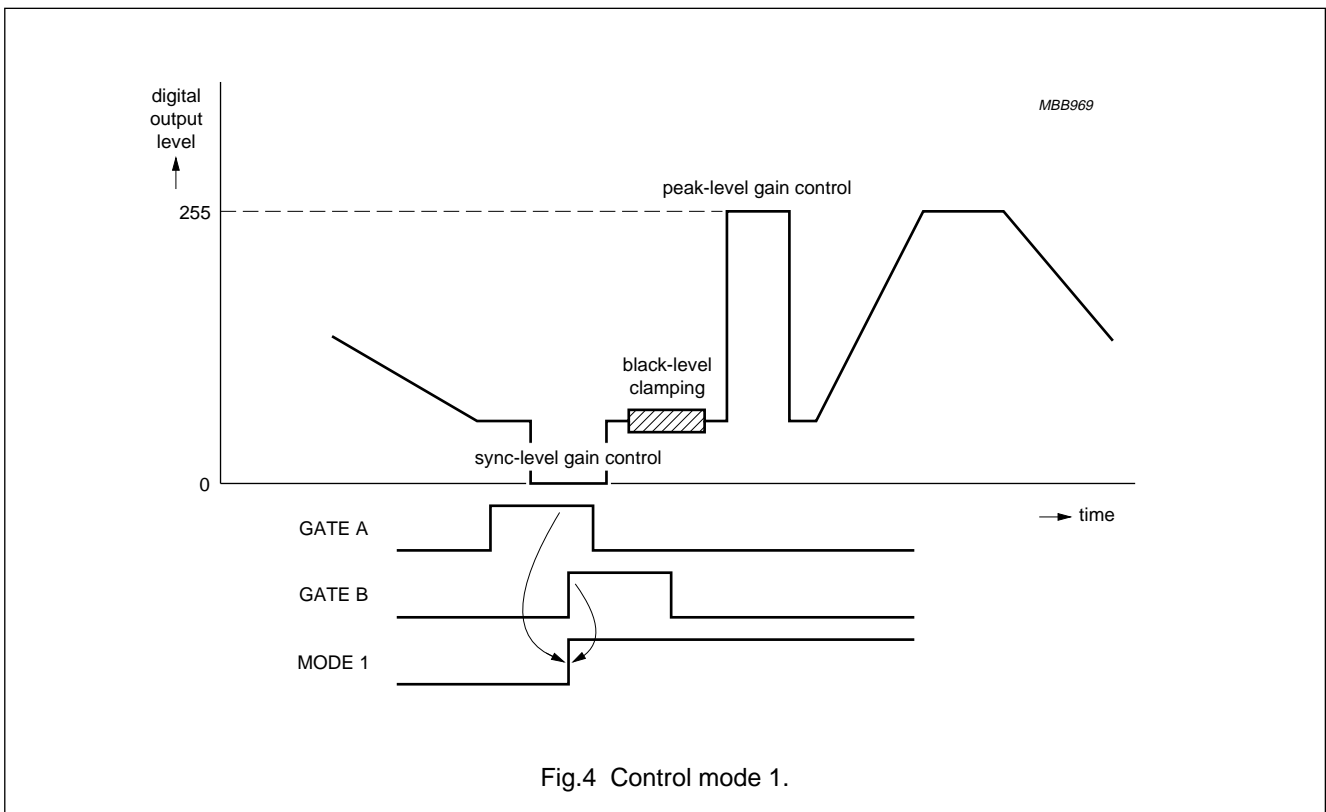 digital
output
level
MBB969
peak-level gain control
255
black-level
clamping
sync-level gain control
0
time
GATE A
GATE B
MODE 1
Fig.4 Control mode 1.